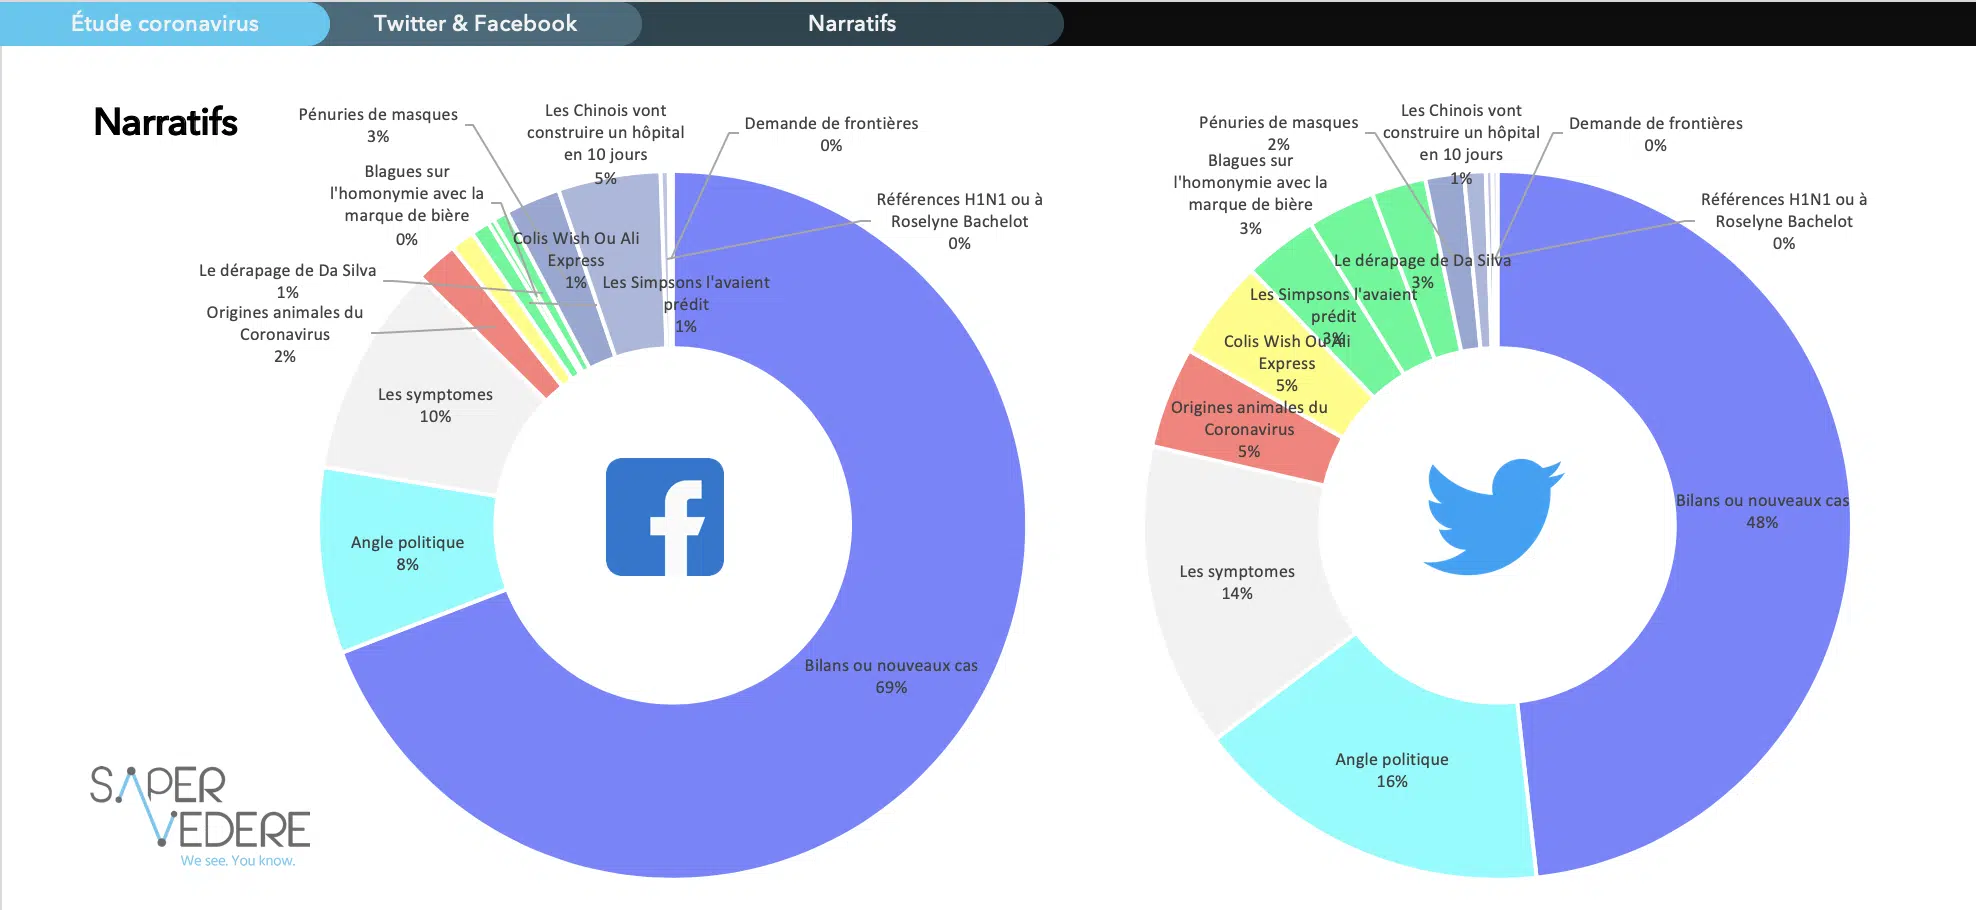 Étude coronavirus
Twitter & Facebook
Narratifs
Narratifs
Pénuries de masques
3%
Les Chinois vont
construire un hôpital
en 10 jours
5%
Demande de frontières
0%
Blagues sur
l'homonymie avec la
marque de bière
0%
Références H1N1 ou à
Roselyne Bachelot
0%
Colis Wish Ou Ali
Express
1%
Le dérapage de Da Silva
1%
Les Simpsons l'avaient
prédit
1%
Origines animales du
Coronavirus
2%
Les symptomes
10%
Angle politique
8%
Bilans ou nouveaux cas
69%
Pénuries de masques
2%
Les Chinois vont
construire un hôpital
en 10 jours
1%
Demande de frontières
0%
Blagues sur
l'homonymie avec la
marque de bière
3%
Références H1N1 ou à
Roselyne Bachelot
0%
Le dérapage de Da Silva
3%
Les Simpsons l'avaient
prédit
3%
Colis Wish Ou Ali
Express
5%
Origines animales du
Coronavirus
5%
Bilans ou nouveaux cas
48%
Les symptomes
14%
Angle politique
16%
SAPER
VEDERE
We see. You know.